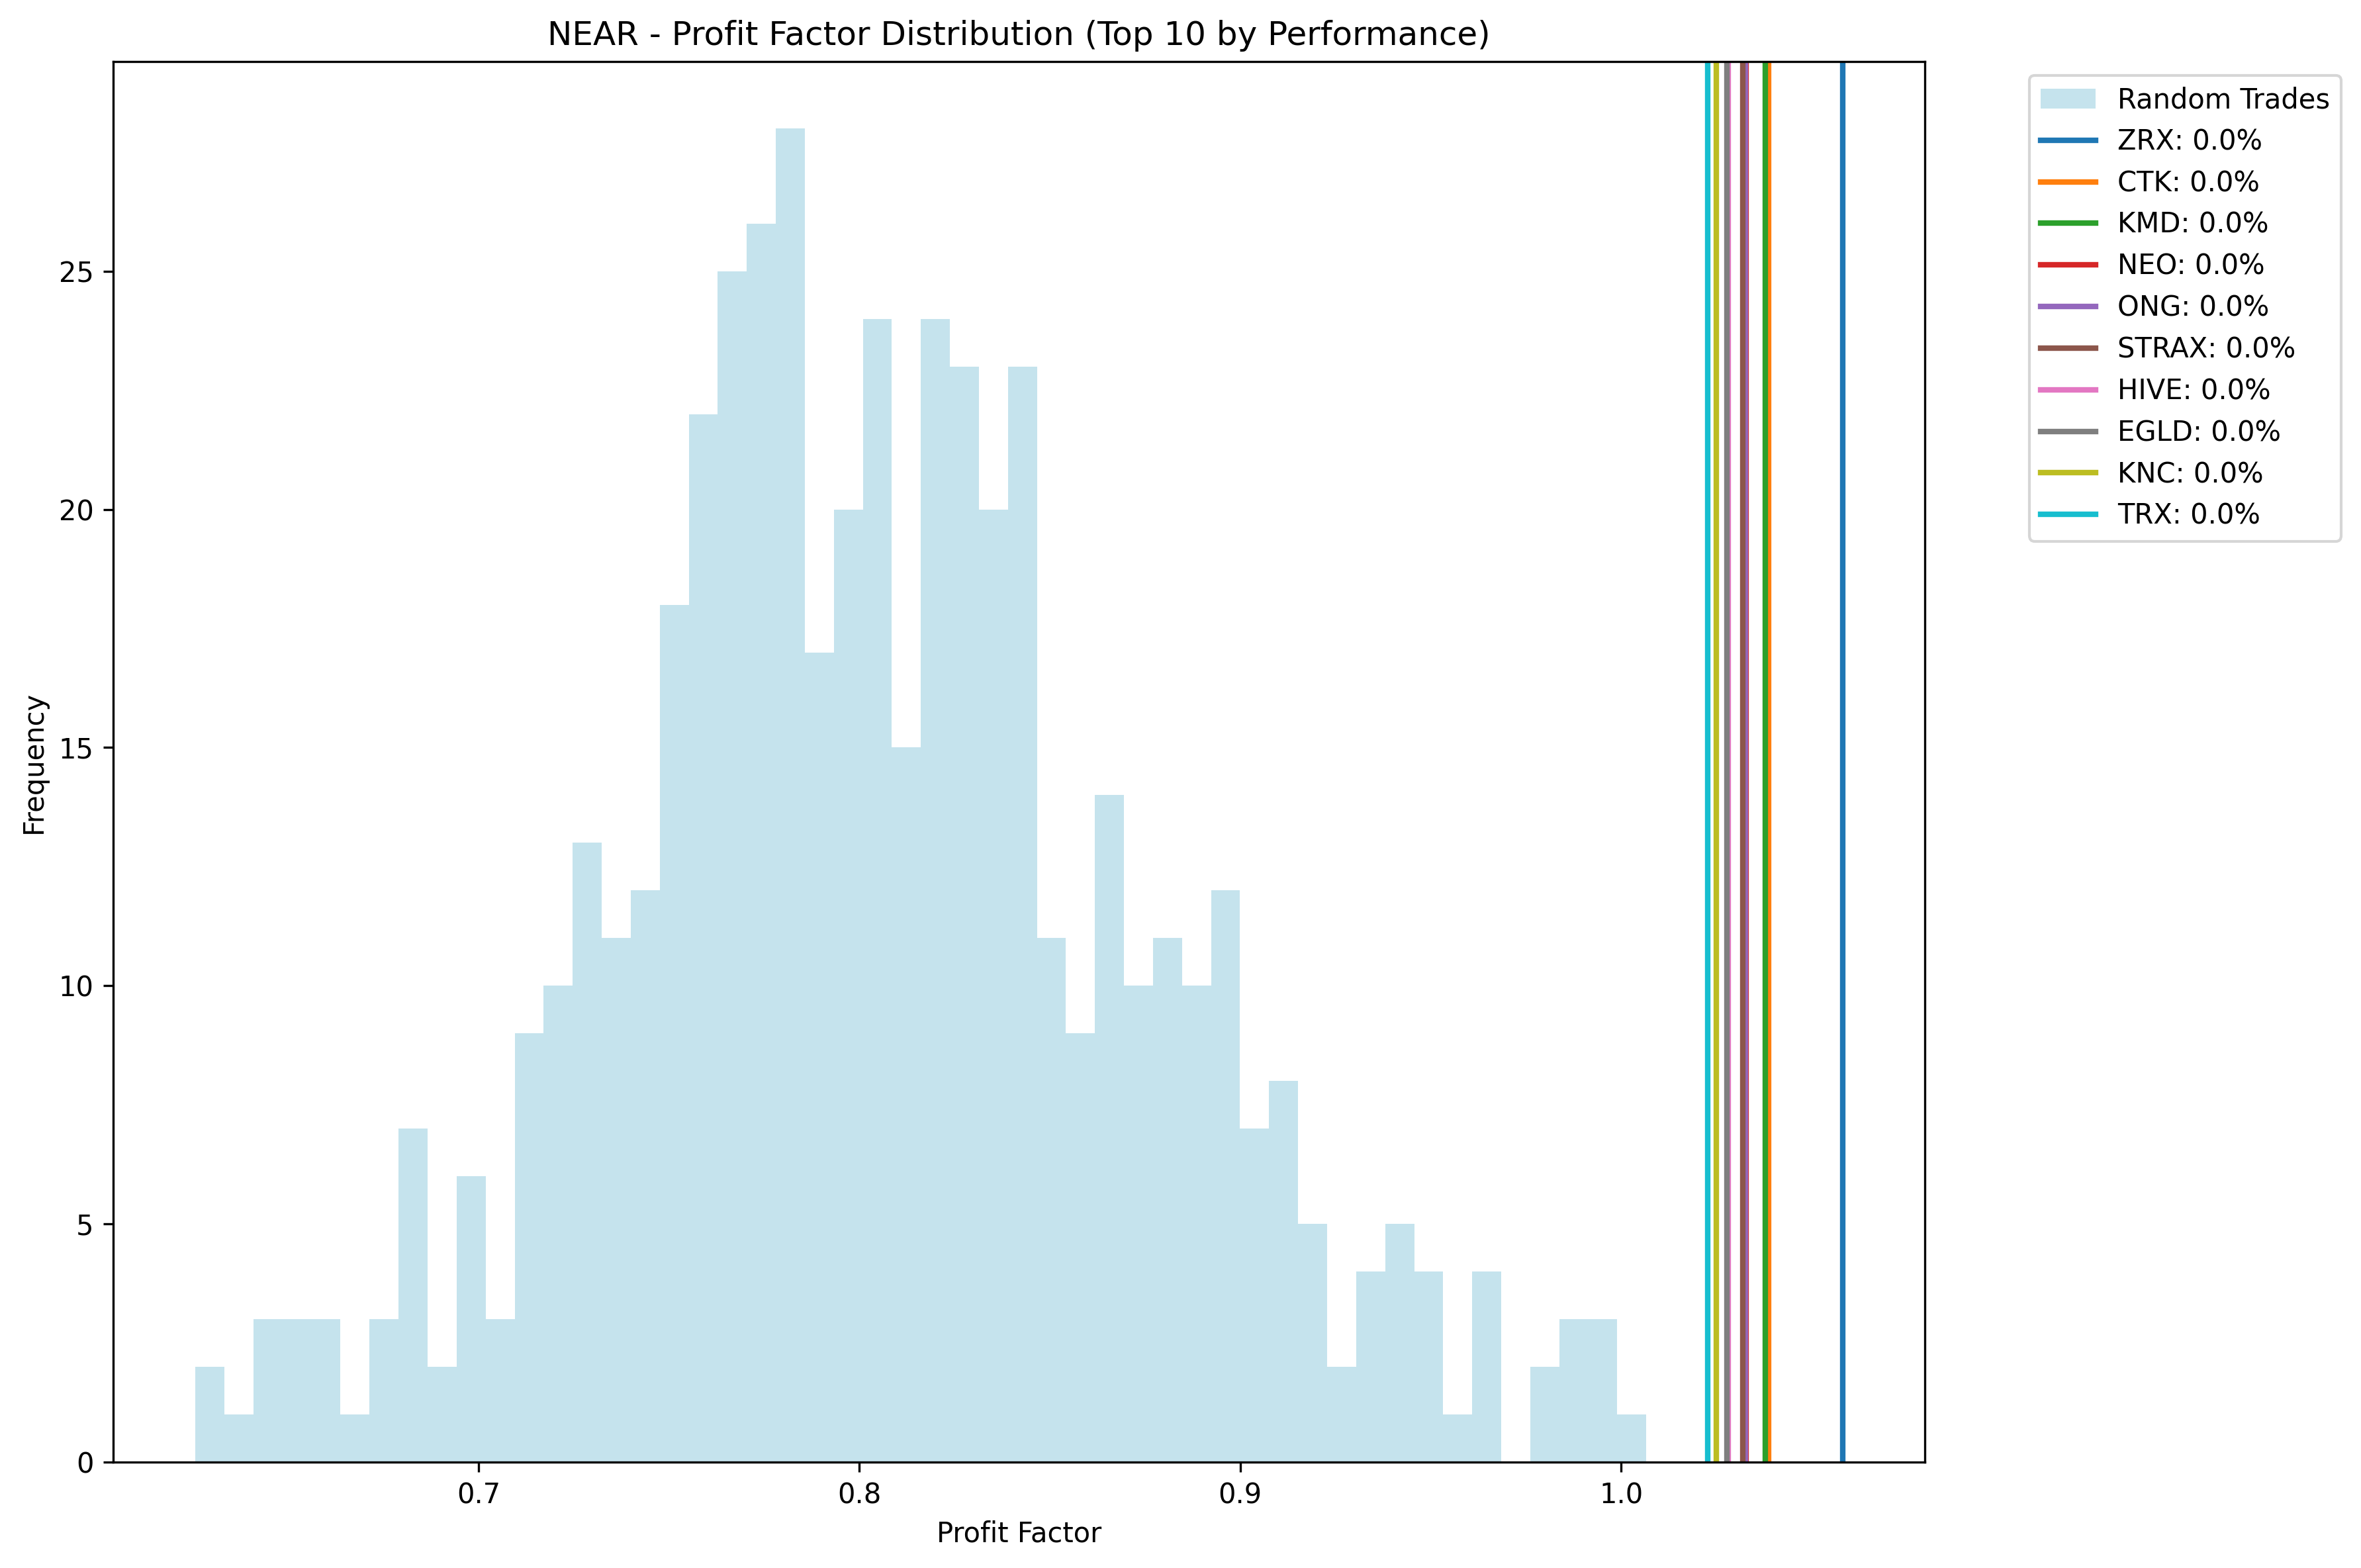 NEAR - Profit Factor Distribution (Top 10 by Performance)
Random Trades
ZRX: 0.0%
CTK: 0.0%
KMD: 0.0%
NEO: 0.0%
ONG: 0.0%
STRAX: 0.0%
HIVE: 0.0%
EGLD: 0.0%
KNC: 0.0%
TRX: 0.0%
Frequency
25
20
15
10
5
0
0.7
0.8
0.9
1.0
Profit Factor